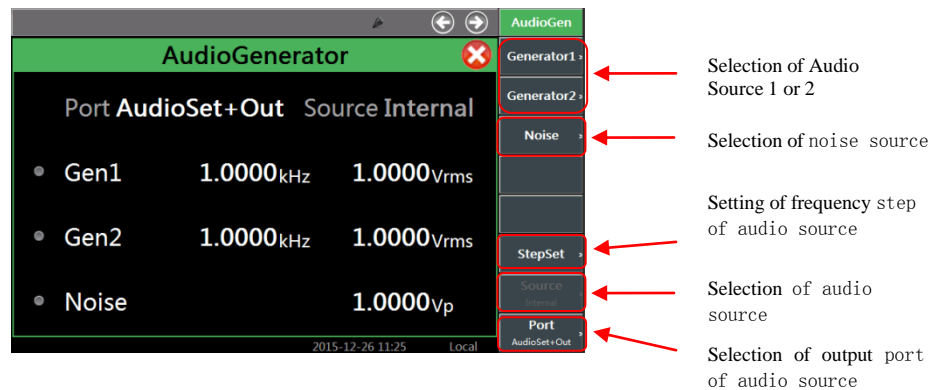 AudioGen
AudioGenerator
Port AudioSet+Out Source Internal
Gen1 1.0000kHz 1.0000Vrms
Gen2 1.0000kHz 1.0000Vrms
Noise 1.0000Vp
2015-12-26 11:25 Local
Generator1
Generator2
Noise
StepSet
Source
Internal
Port
AudioSet+Out
Selection of Audio
Source 1 or 2
Selection of noise source
Setting of frequency step
of audio source
Selection of audio
source
Selection of output port
of audio source